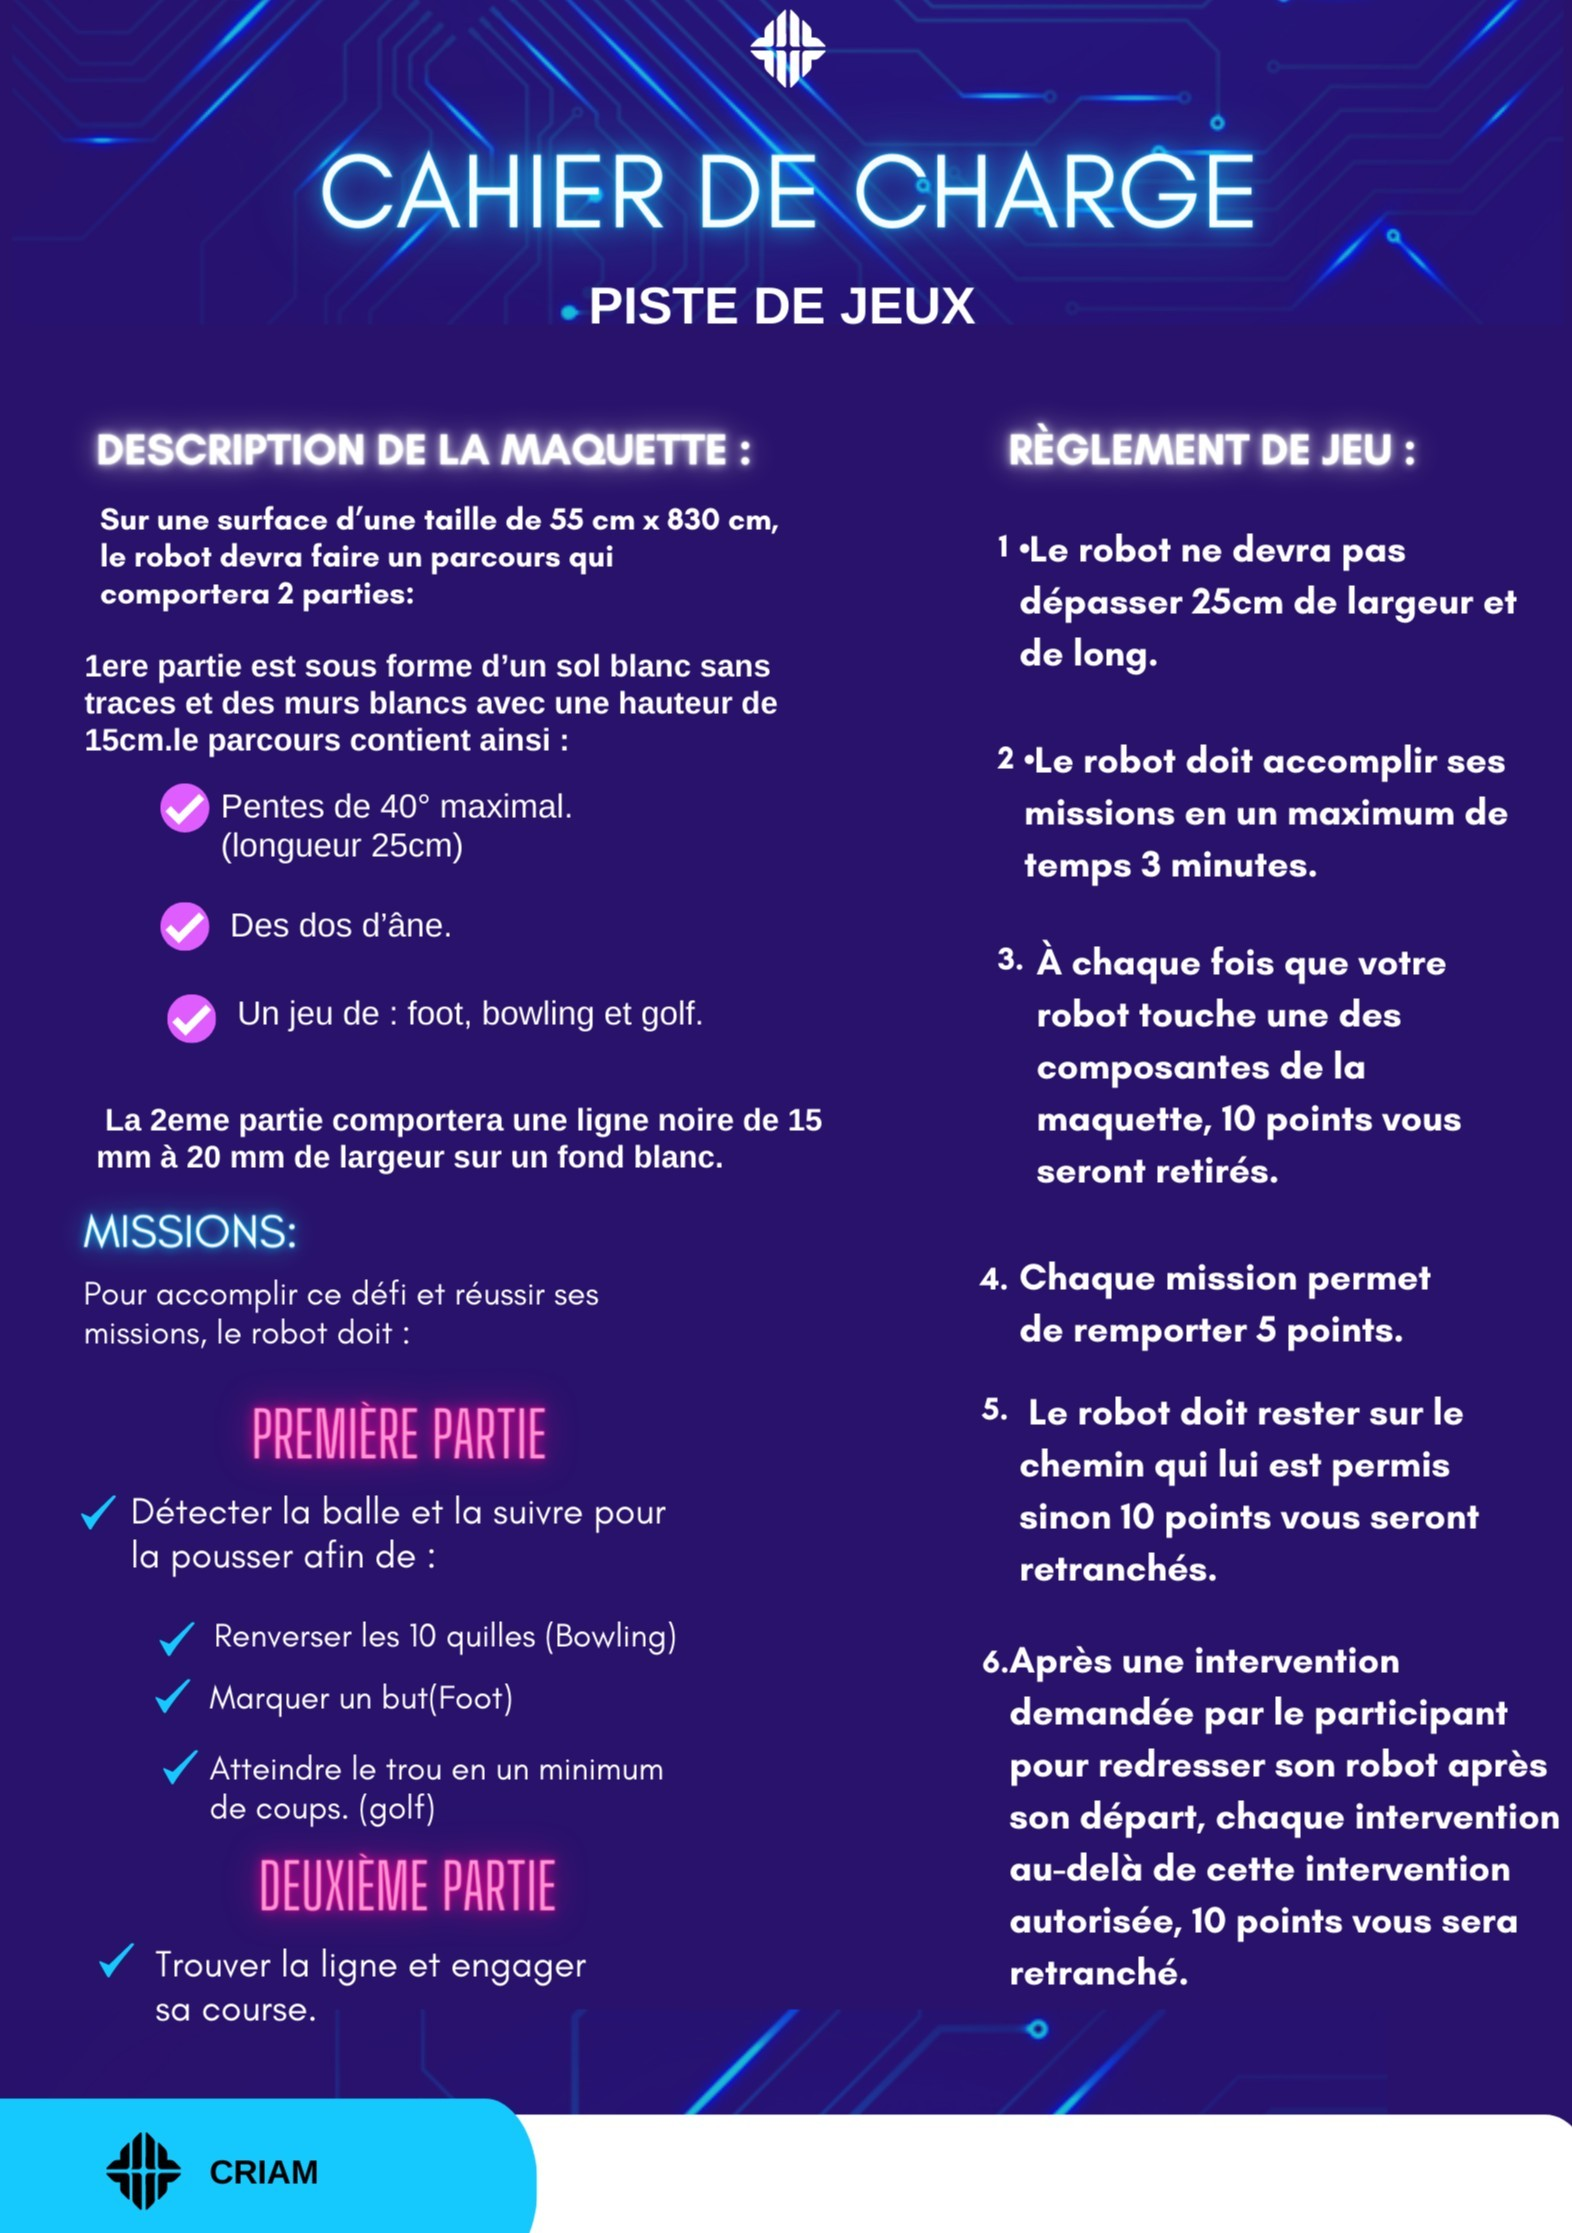 CAHIER DE CHARGE
PISTE DE JEUX
DESCRIPTION DE LA MAQUETTE :
Sur une surface d’une taille de 55 cm x 830 cm,
le robot devra faire un parcours qui
comportera 2 parties:
1ere partie est sous forme d’un sol blanc sans
traces et des murs blancs avec une hauteur de
15cm.le parcours contient ainsi :
Pentes de 40° maximal.
(longueur 25cm)
Des dos d’âne.
Un jeu de : foot, bowling et golf.
La 2eme partie comportera une ligne noire de 15
mm à 20 mm de largeur sur un fond blanc.
MISSIONS:
Pour accomplir ce défi et réussir ses
missions, le robot doit :
PREMIÈRE PARTIE
Détecter la balle et la suivre pour
la pousser afin de :
Renverser les 10 quilles (Bowling)
Marquer un but(Foot)
Atteindre le trou en un minimum
de coups. (golf)
DEUXIÈME PARTIE
Trouver la ligne et engager
sa course.
RÈGLEMENT DE JEU :
1 •Le robot ne devra pas
dépasser 25cm de largeur et
de long.
2 •Le robot doit accomplir ses
missions en un maximum de
temps 3 minutes.
3. À chaque fois que votre
robot touche une des
composantes de la
maquette, 10 points vous
seront retirés.
4. Chaque mission permet
de remporter 5 points.
5. Le robot doit rester sur le
chemin qui lui est permis
sinon 10 points vous seront
retranchés.
6.Après une intervention
demandée par le participant
pour redresser son robot après
son départ, chaque intervention
au-delà de cette intervention
autorisée, 10 points vous sera
retranché.
CRIAM